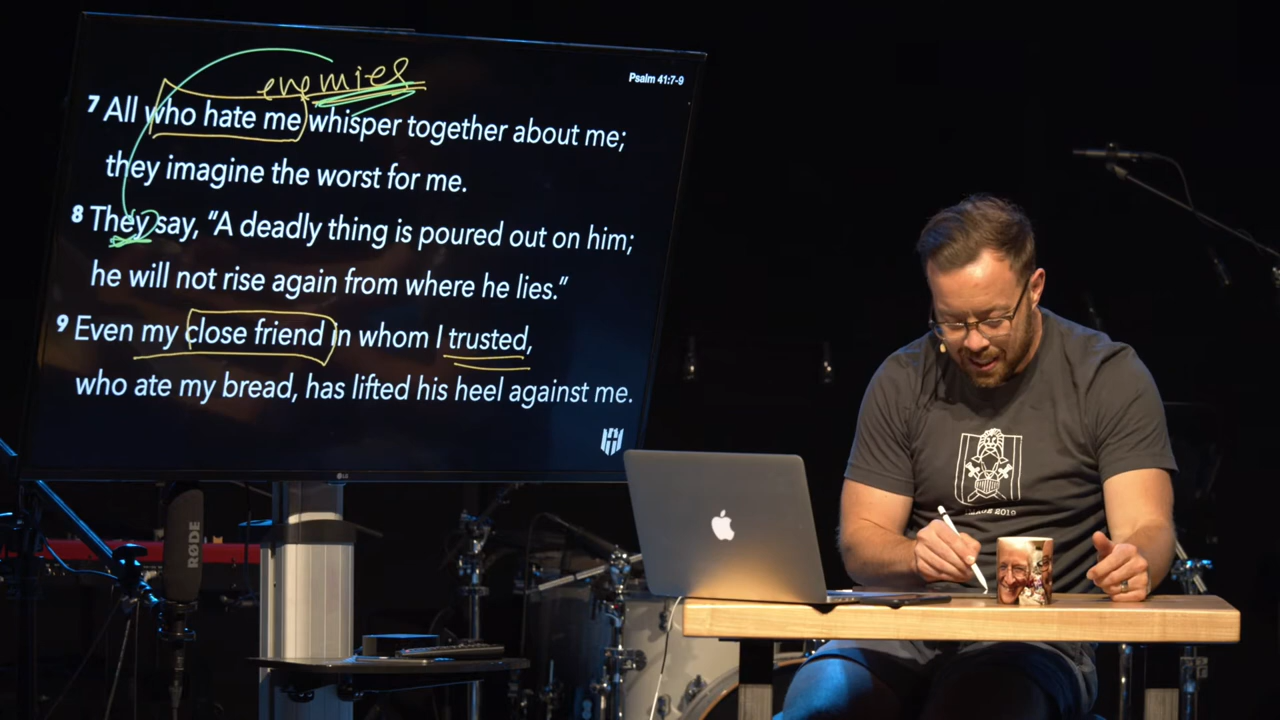 enemies
Psalm 41:7-9
7 All who hate me whisper together about me;
they imagine the worst for me.
8 They say, “A deadly thing is poured out on him;
he will not rise again from where he lies.”
9 Even my close friend in whom I trusted,
who ate my bread, has lifted his heel against me.
LG
RØDE
IMAGE 2019